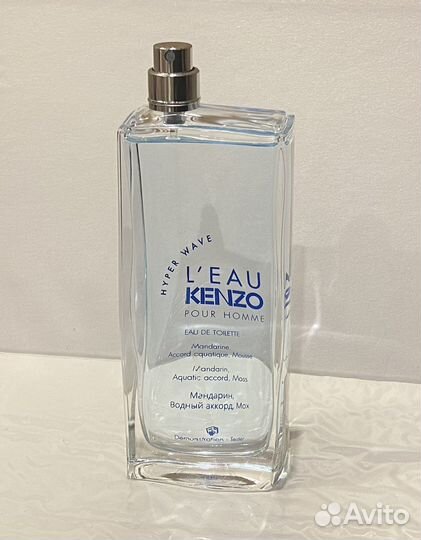 HYPER WAVE
L'EAU
KENZO
POUR HOMME
EAU DE TOILETTE
Mandarine,
Accord aquatique, Mousse
Mandarin,
Aquatic accord, Moss
Мандарин,
Водный аккорд, Мох
Demonstration - Tester
Avito